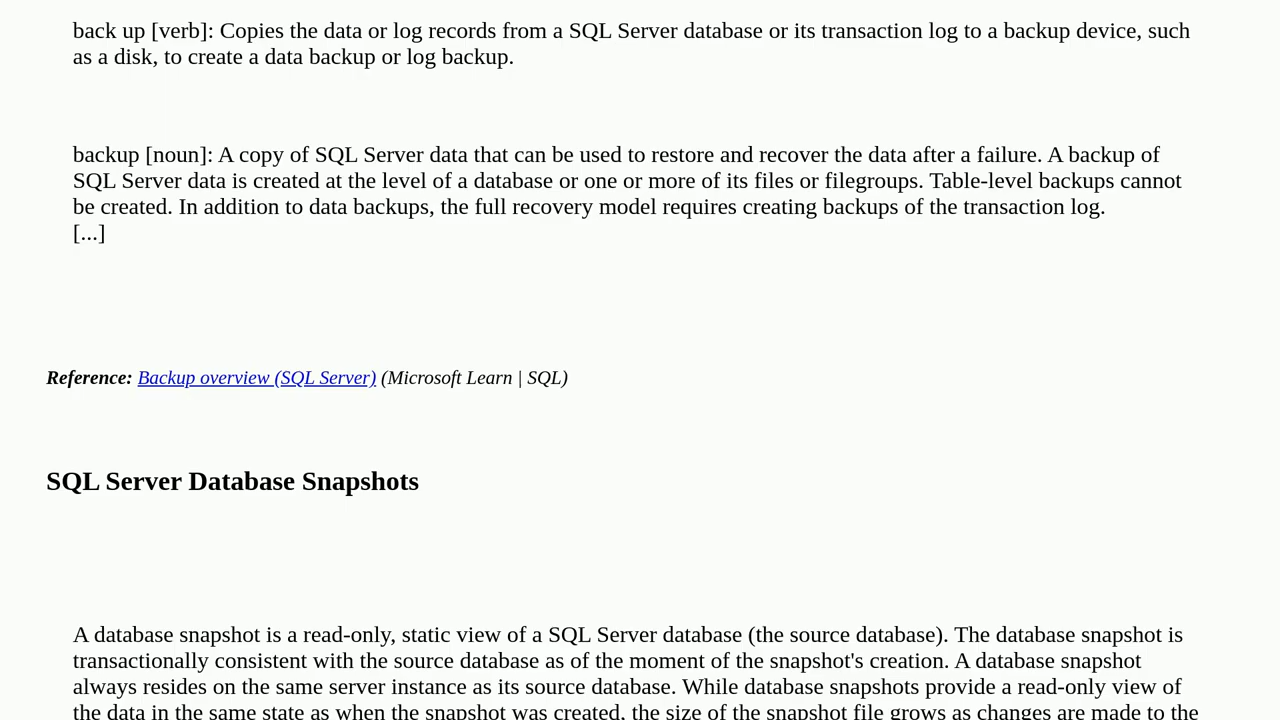 back up [verb]: Copies the data or log records from a SQL Server database or its transaction log to a backup device, such
as a disk, to create a data backup or log backup.
backup [noun]: A copy of SQL Server data that can be used to restore and recover the data after a failure. A backup of
SQL Server data is created at the level of a database or one or more of its files or filegroups. Table-level backups cannot
be created. In addition to data backups, the full recovery model requires creating backups of the transaction log.
[...]
Reference: Backup overview (SQL Server) (Microsoft Learn | SQL)
SQL Server Database Snapshots
A database snapshot is a read-only, static view of a SQL Server database (the source database). The database snapshot is
transactionally consistent with the source database as of the moment of the snapshot's creation. A database snapshot
always resides on the same server instance as its source database. While database snapshots provide a read-only view of
the data in the same state as when the snapshot was created, the size of the snapshot file grows as changes are made to the